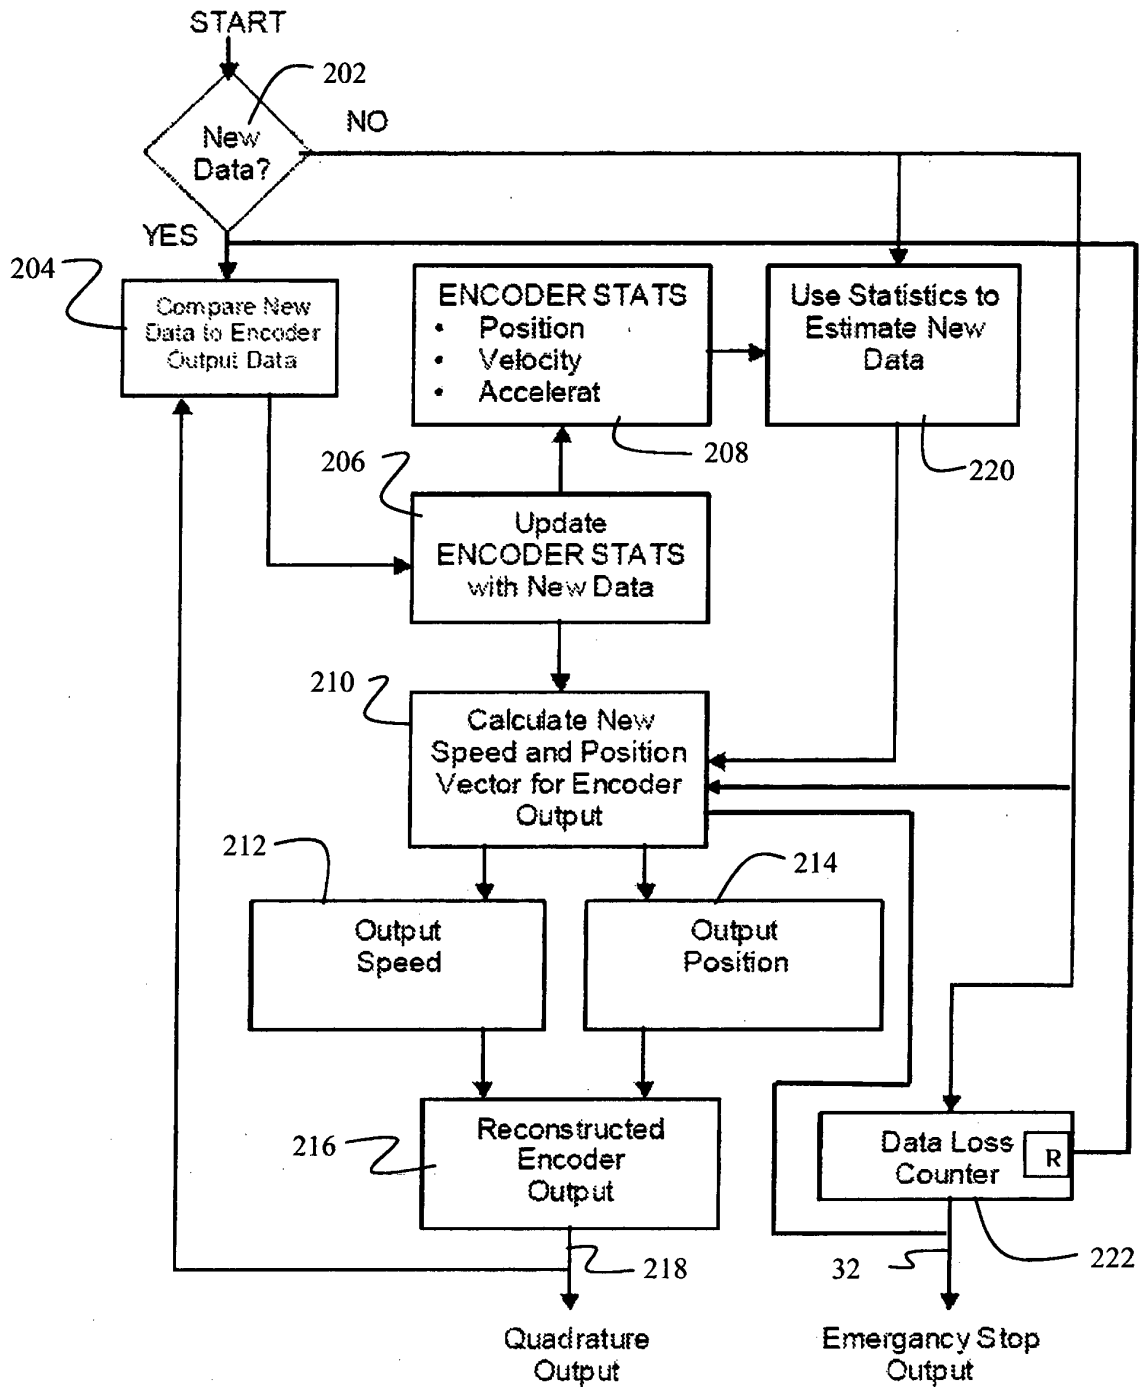 START
202
New
Data?
NO
YES
204
Compare New
Data to Encoder
Output Data
ENCODER STATS
• Position
• Velocity
• Accelerat
208
Use Statistics to
Estimate New
Data
220
206
Update
ENCODER STATS
with New Data
210
Calculate New
Speed and Position
Vector for Encoder
Output
212
Output
Speed
214
Output
Position
216
Reconstructed
Encoder
Output
218
Quadrature
Output
Data Loss
Counter
R
222
32
Emergancy Stop
Output